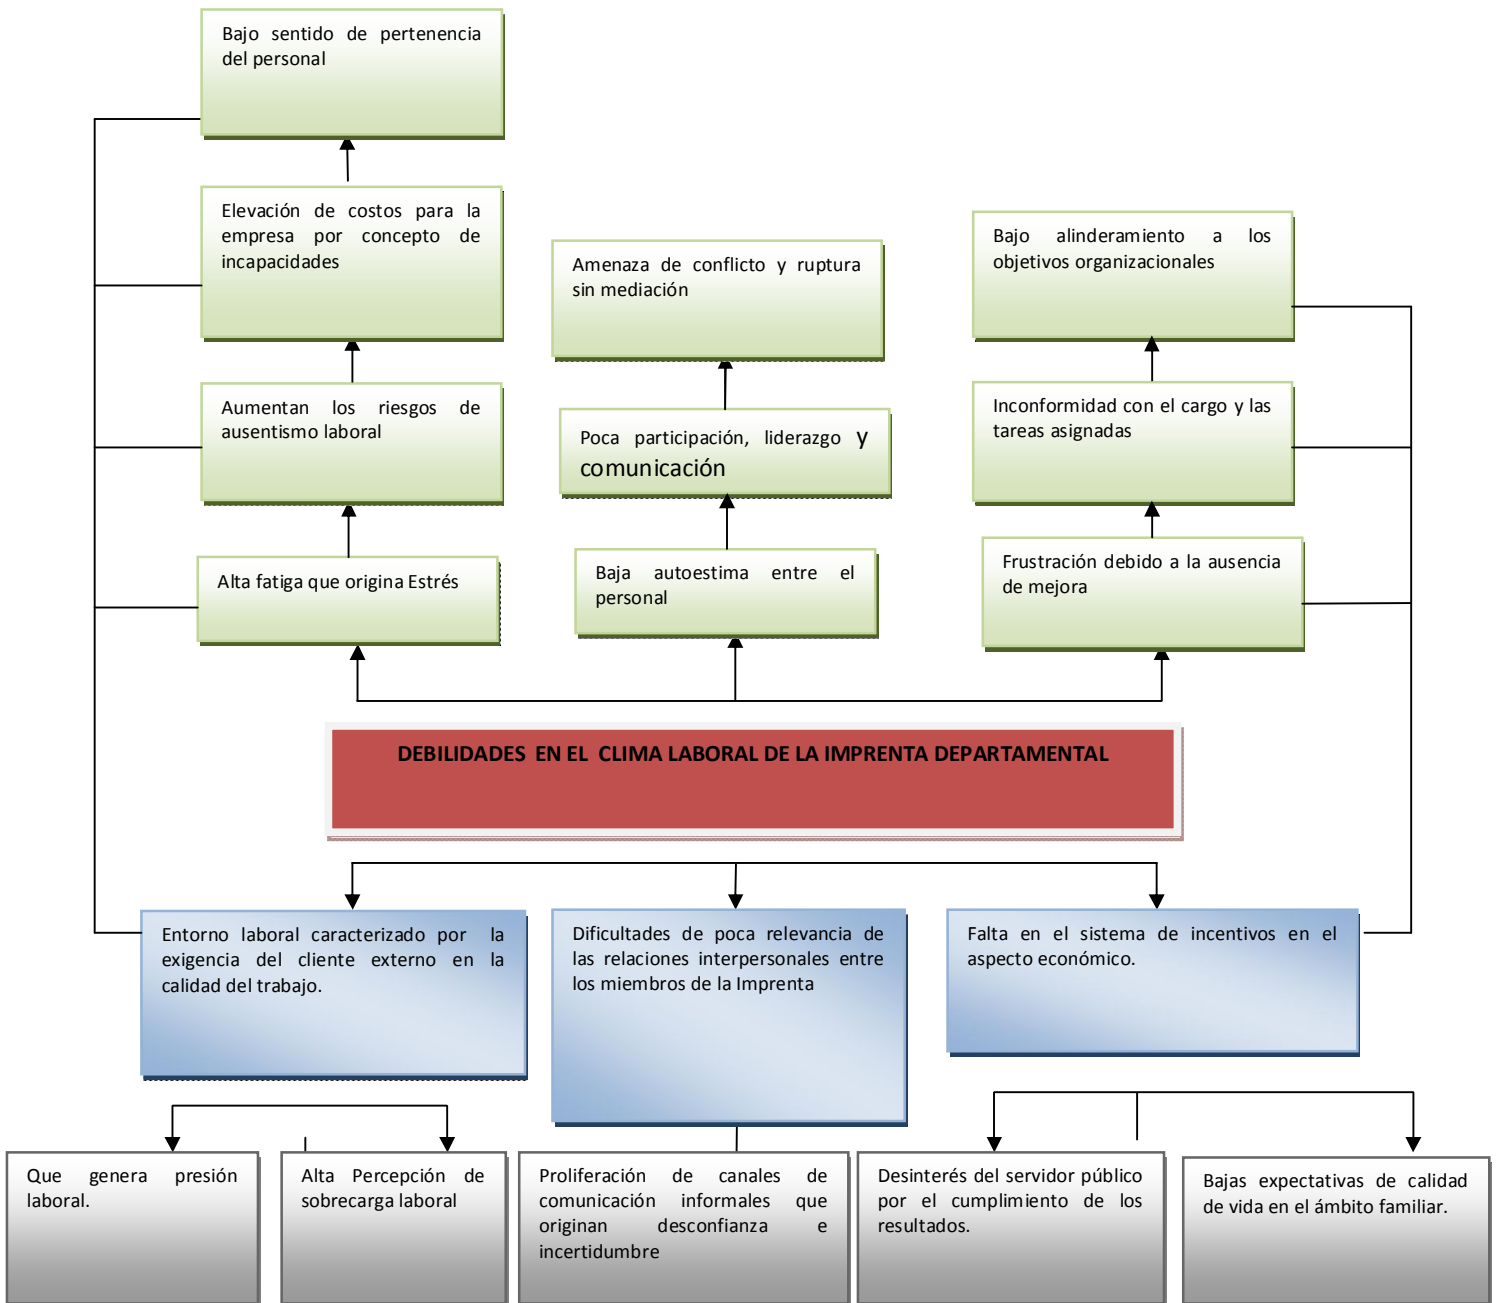 Bajo sentido de pertenencia
del personal
Elevación de costos para la
empresa por concepto de
incapacidades
Aumentan los riesgos de
ausentismo laboral
Alta fatiga que origina Estrés
Amenaza de conflicto y ruptura
sin mediación
Poca participación, liderazgo y
comunicación
Baja autoestima entre el
personal
Bajo alinderamiento a los
objetivos organizacionales
Inconformidad con el cargo y las
tareas asignadas
Frustración debido a la ausencia
de mejora
DEBILIDADES EN EL CLIMA LABORAL DE LA IMPRENTA DEPARTAMENTAL
Entorno laboral caracterizado por la
exigencia del cliente externo en la
calidad del trabajo.
Dificultades de poca relevancia de
las relaciones interpersonales entre
los miembros de la Imprenta
Falta en el sistema de incentivos en el
aspecto económico.
Que genera presión
laboral.
Alta Percepción de
sobrecarga laboral
Proliferación de canales de
comunicación informales que
originan desconfianza e
incertidumbre
Desinterés del servidor público
por el cumplimiento de los
resultados.
Bajas expectativas de calidad
de vida en el ámbito familiar.